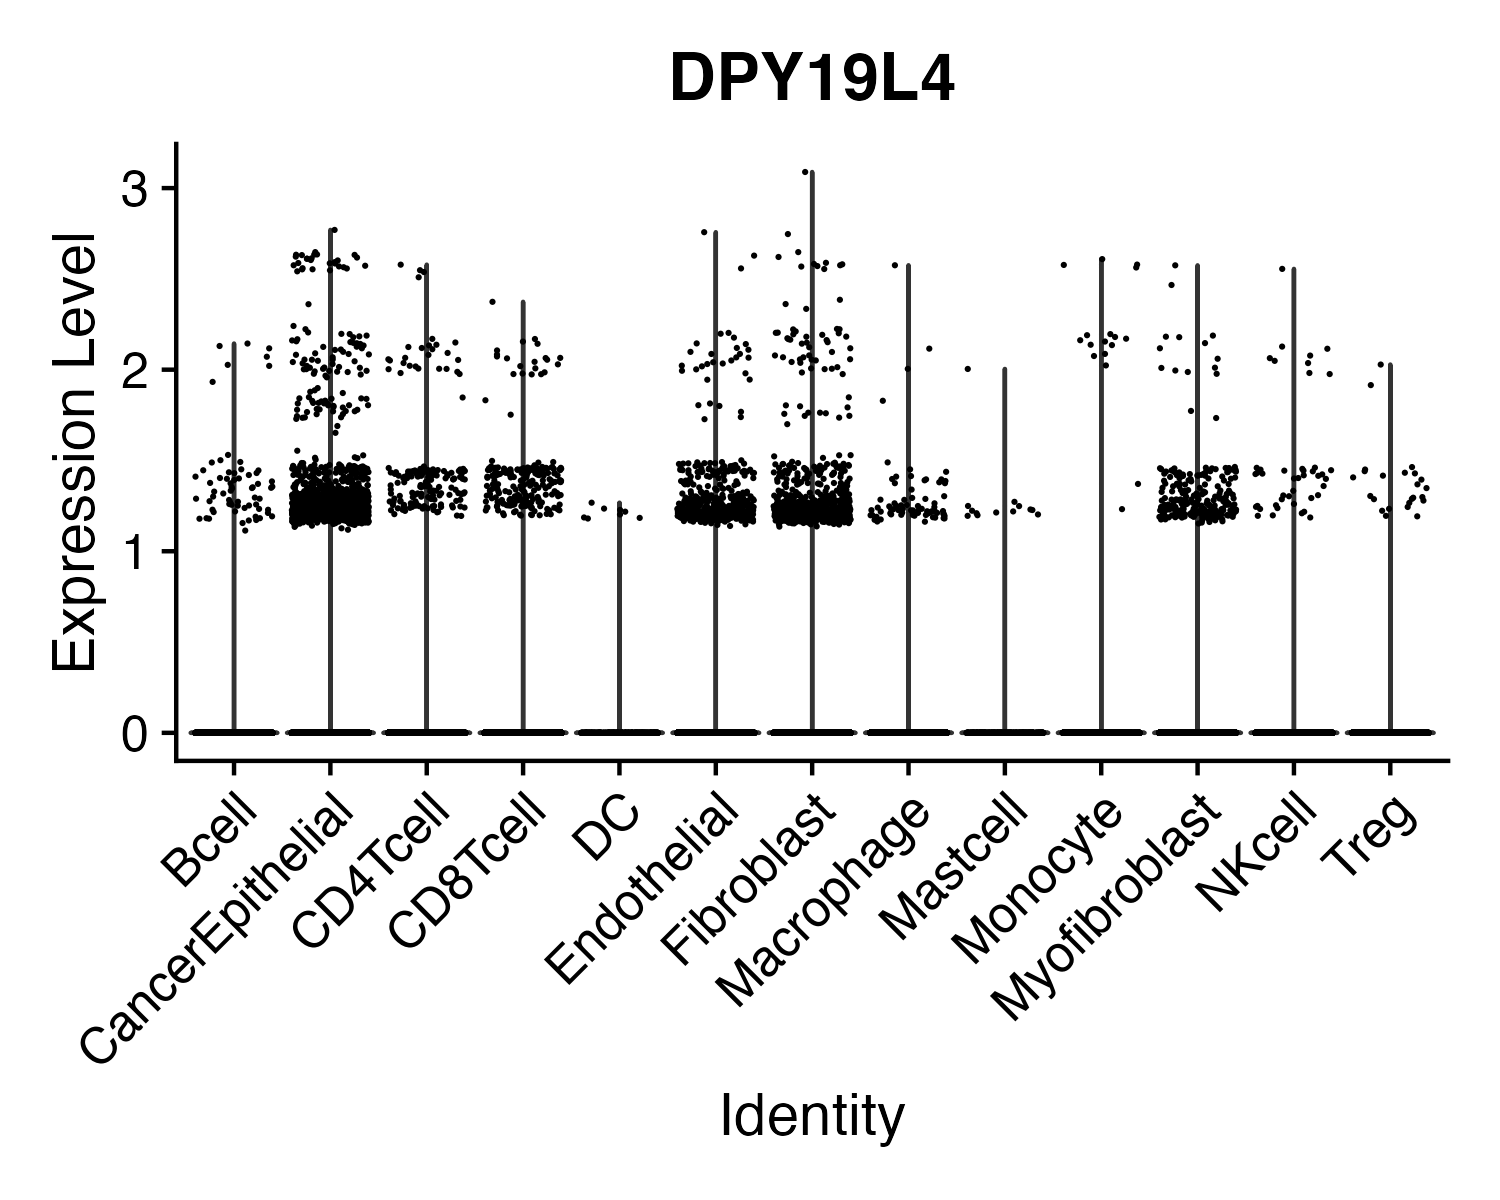 DPY19L4
Expression Level
3
2
1
0
Bcell
CancerEpithelial
CD4Tcell
CD8Tcell
DC
Endothelial
Fibroblast
Macrophage
Mastcell
Monocyte
Myofibroblast
NKcell
Treg
Identity